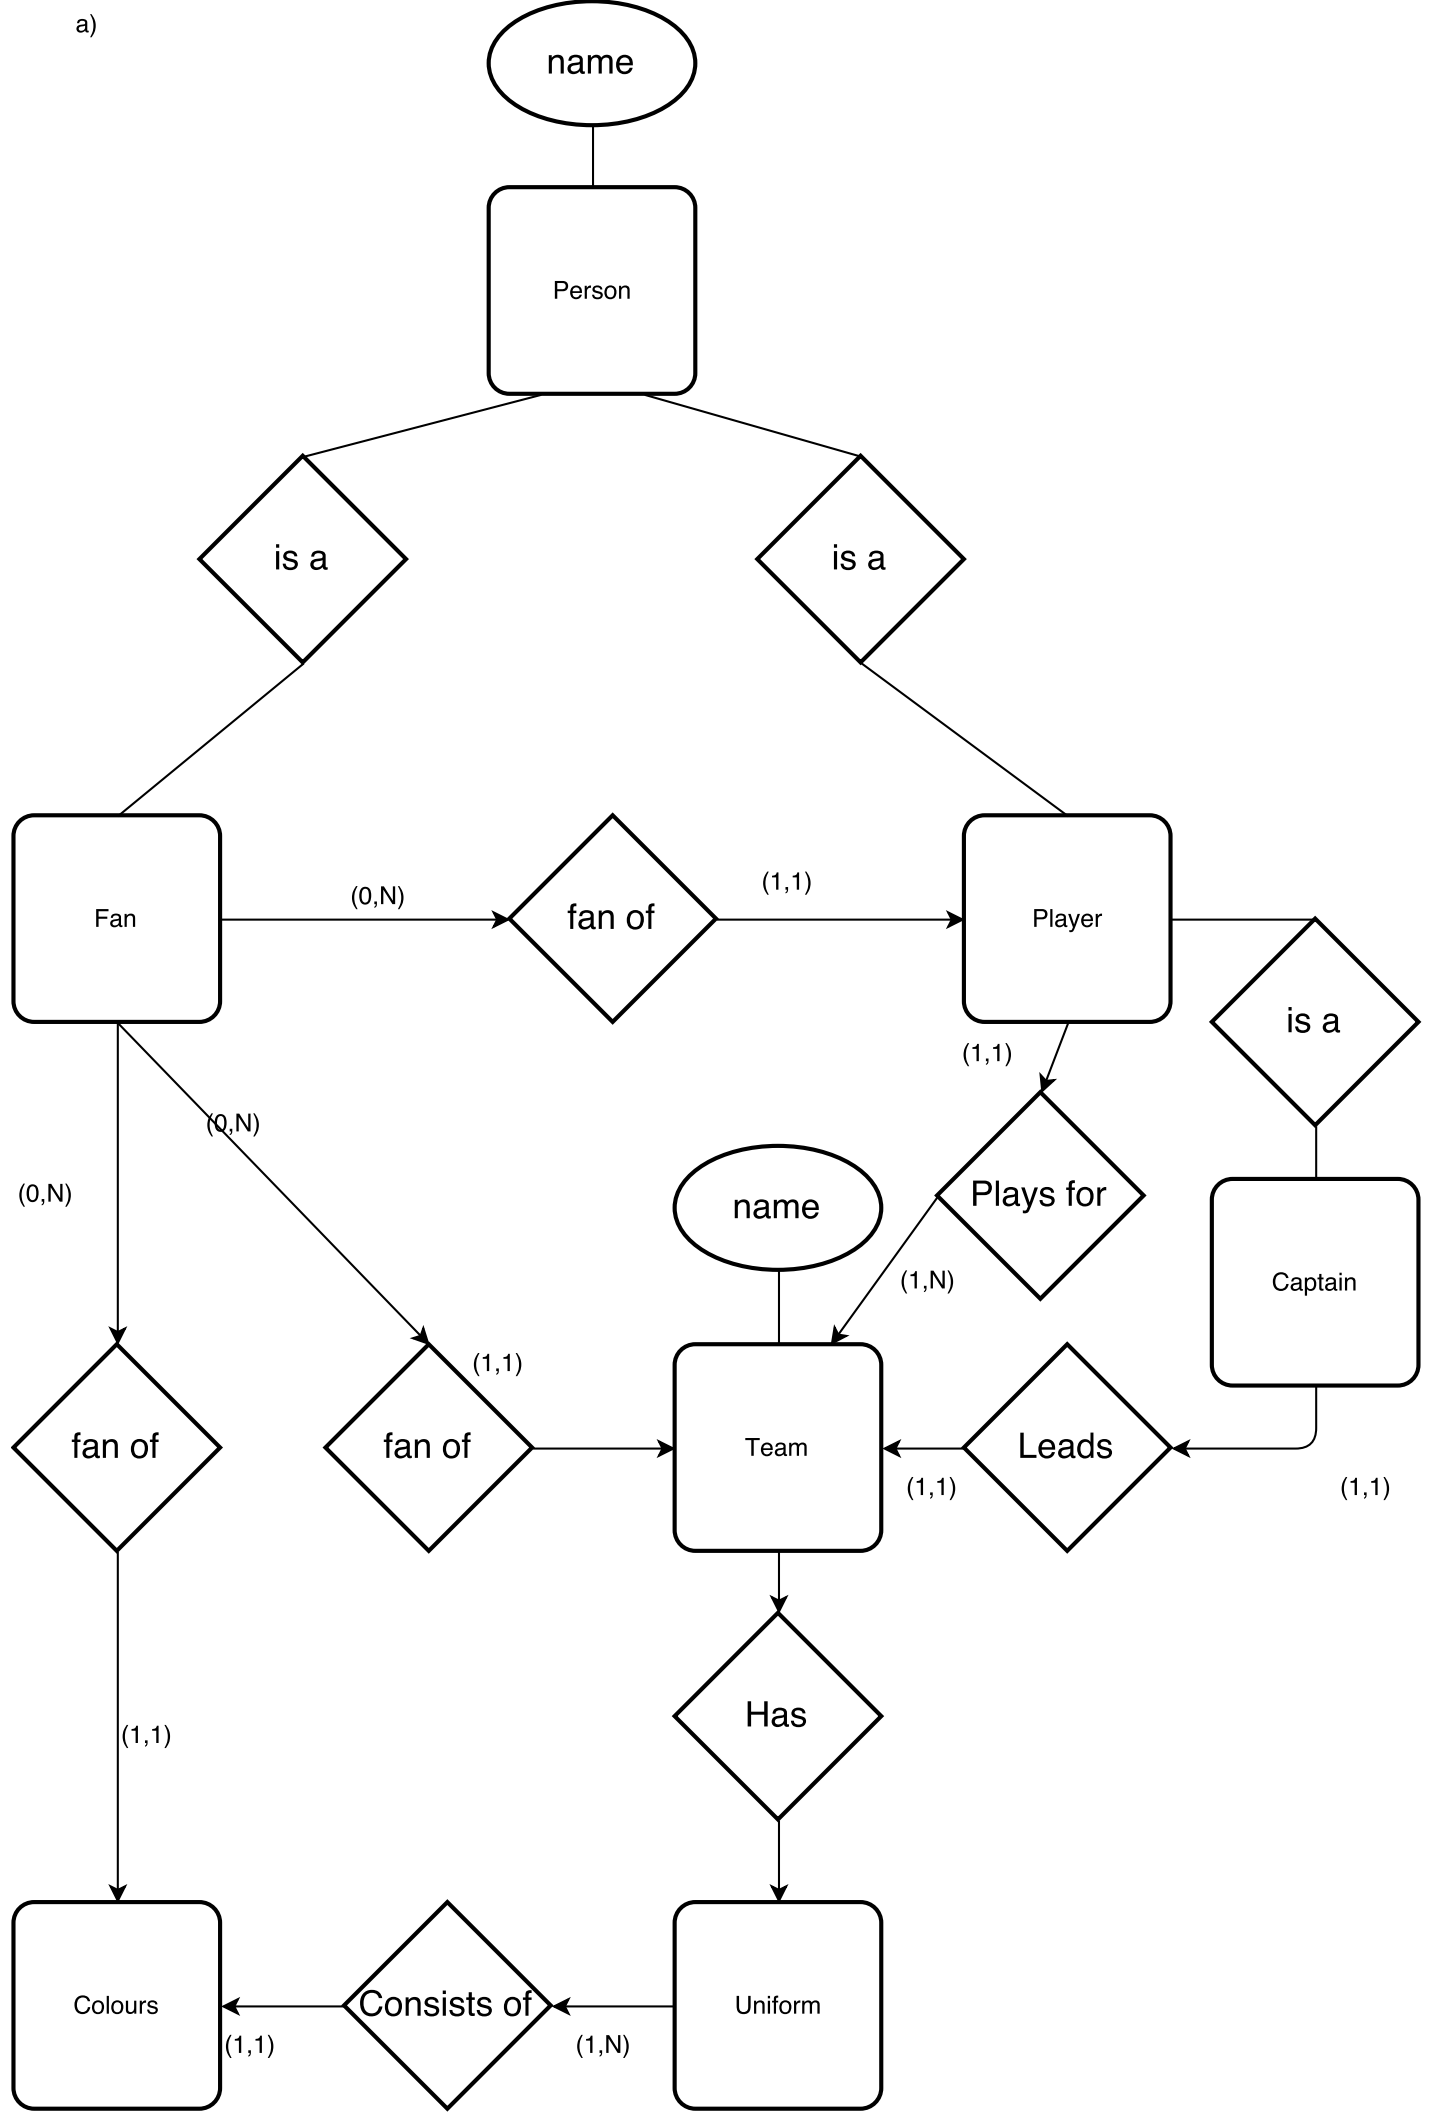 a)
name
Person
is a
is a
Fan
(0,N)
fan of
(1,1)
Player
is a
(1,1)
(0,N)
(0,N)
name
Plays for
(1,N)
Captain
(1,1)
fan of
fan of
Team
(1,1)
Leads
(1,1)
Has
(1,1)
Colours
(1,1)
Consists of
(1,N)
Uniform